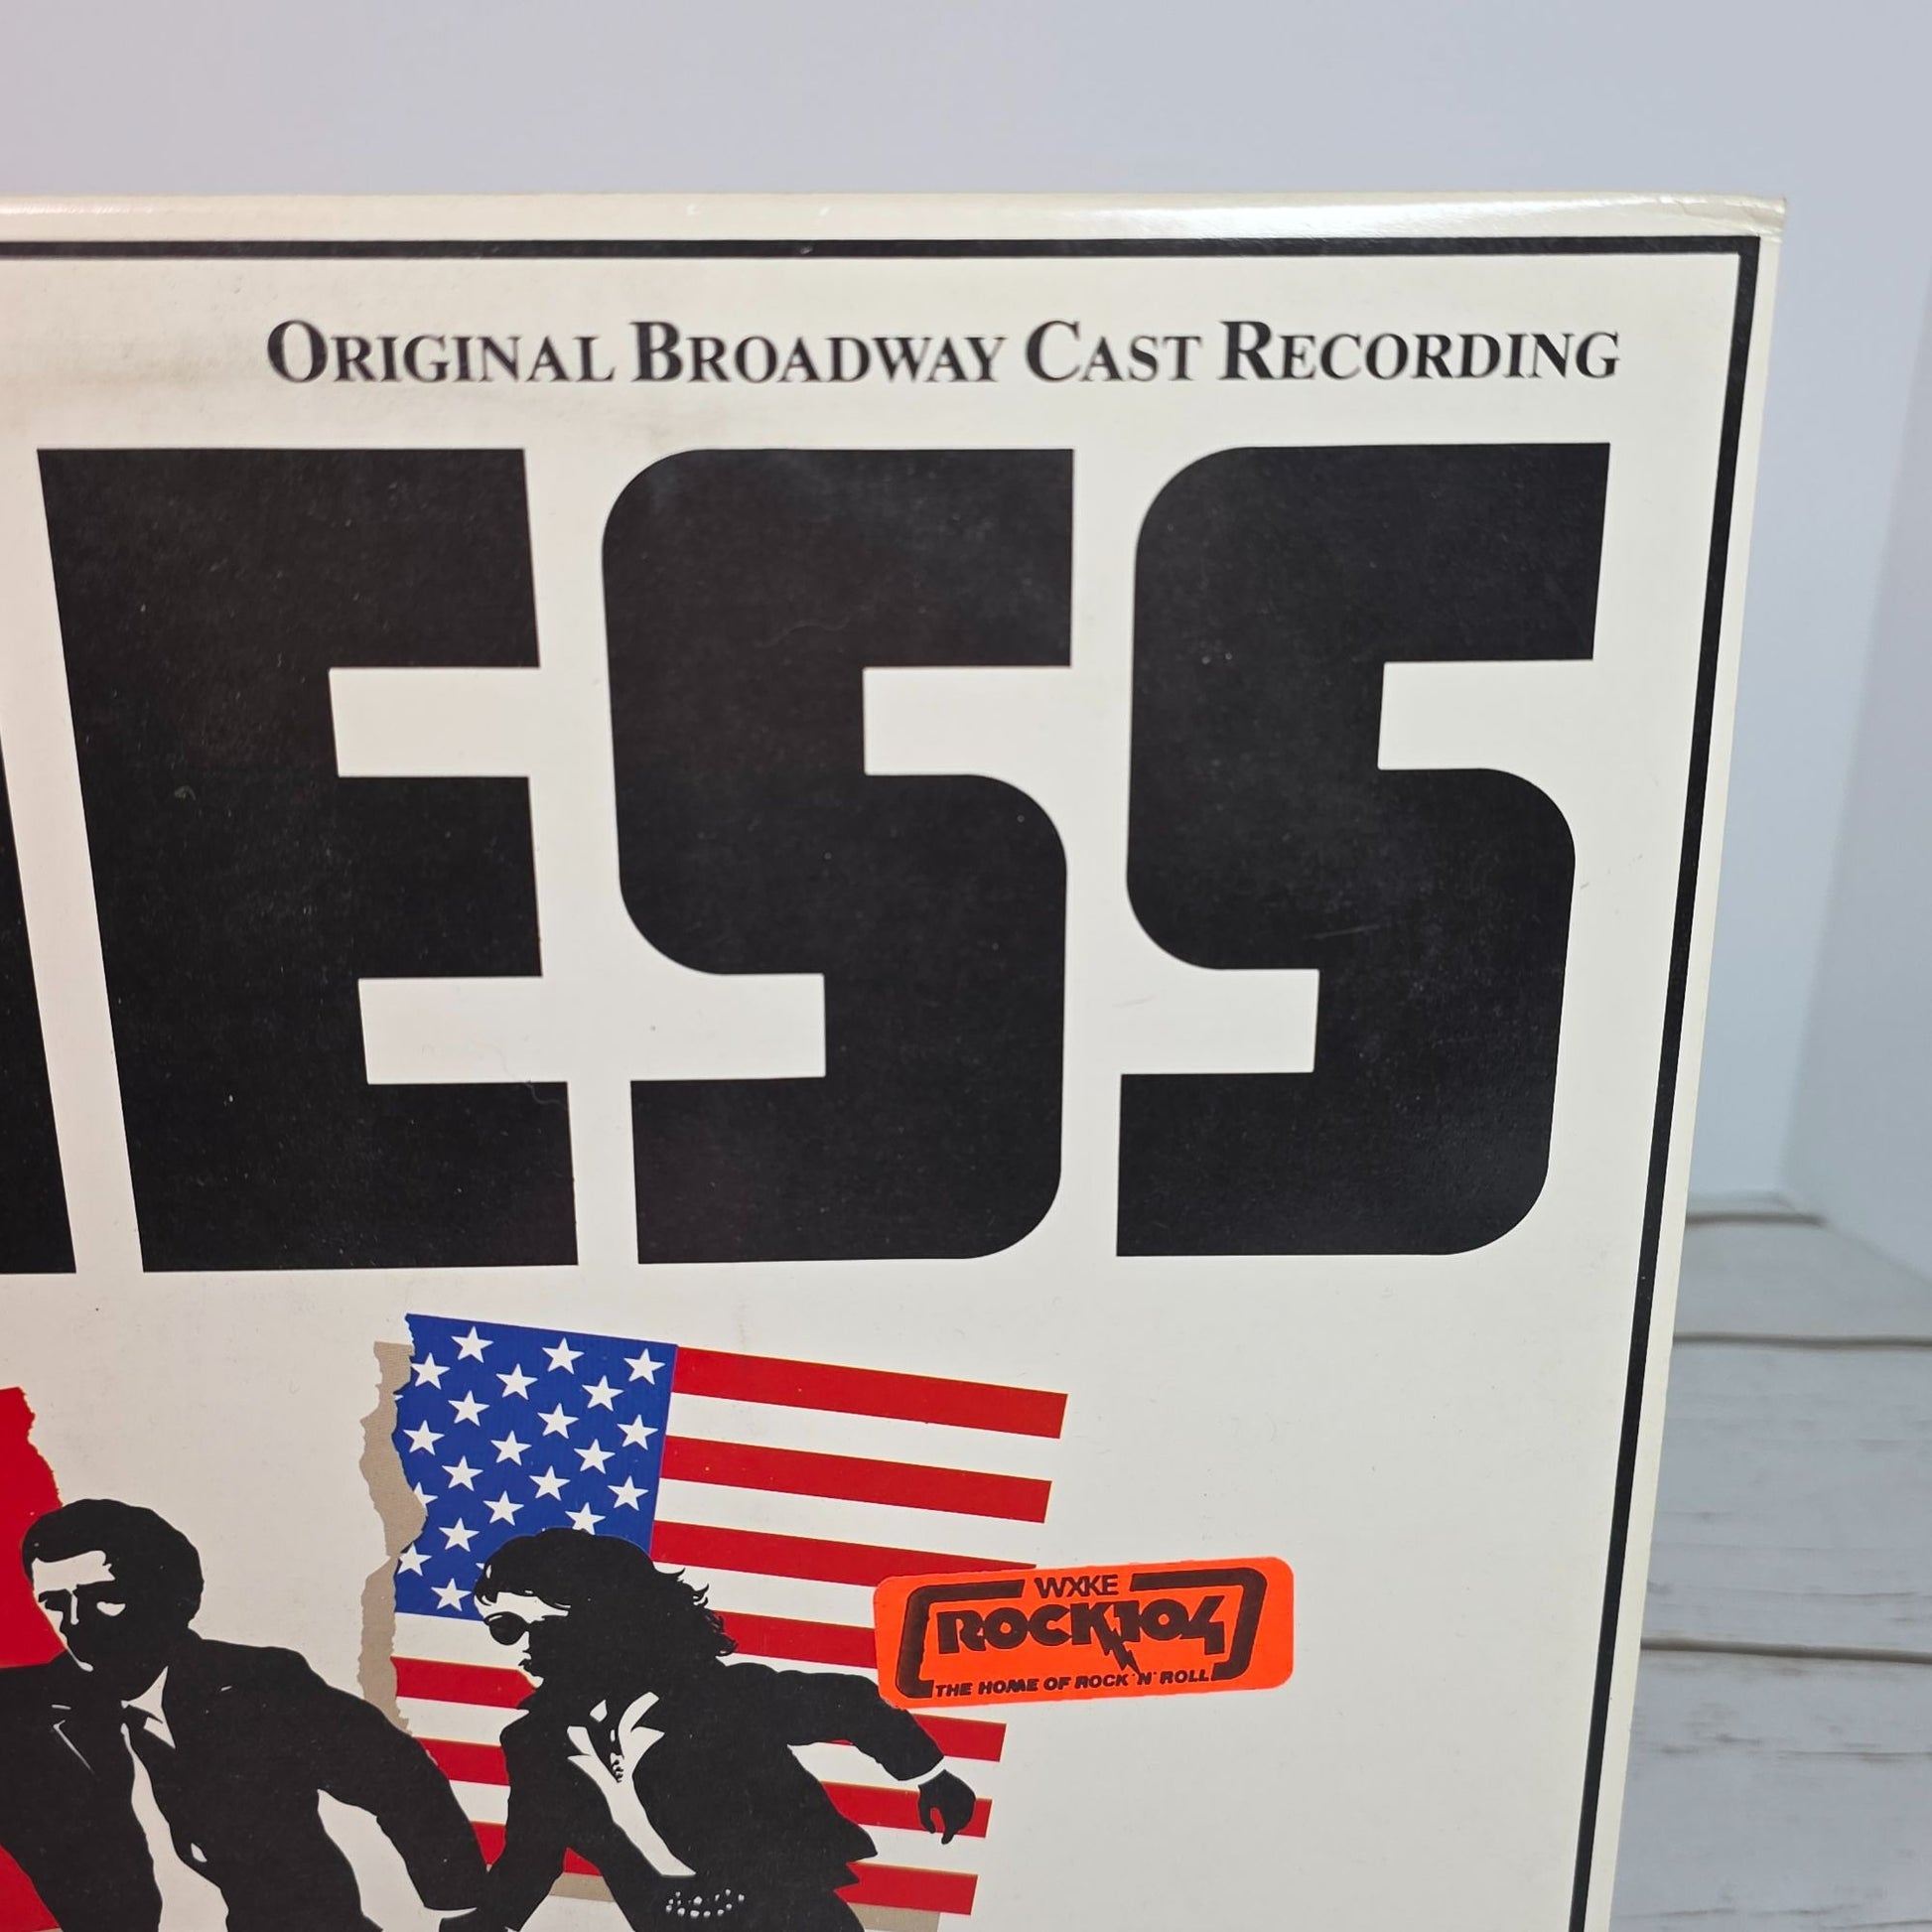 ORIGINAL BROADWAY CAST RECORDING
ESS
WXKE
ROCK104
THE HOME OF ROCK 'N' ROLL